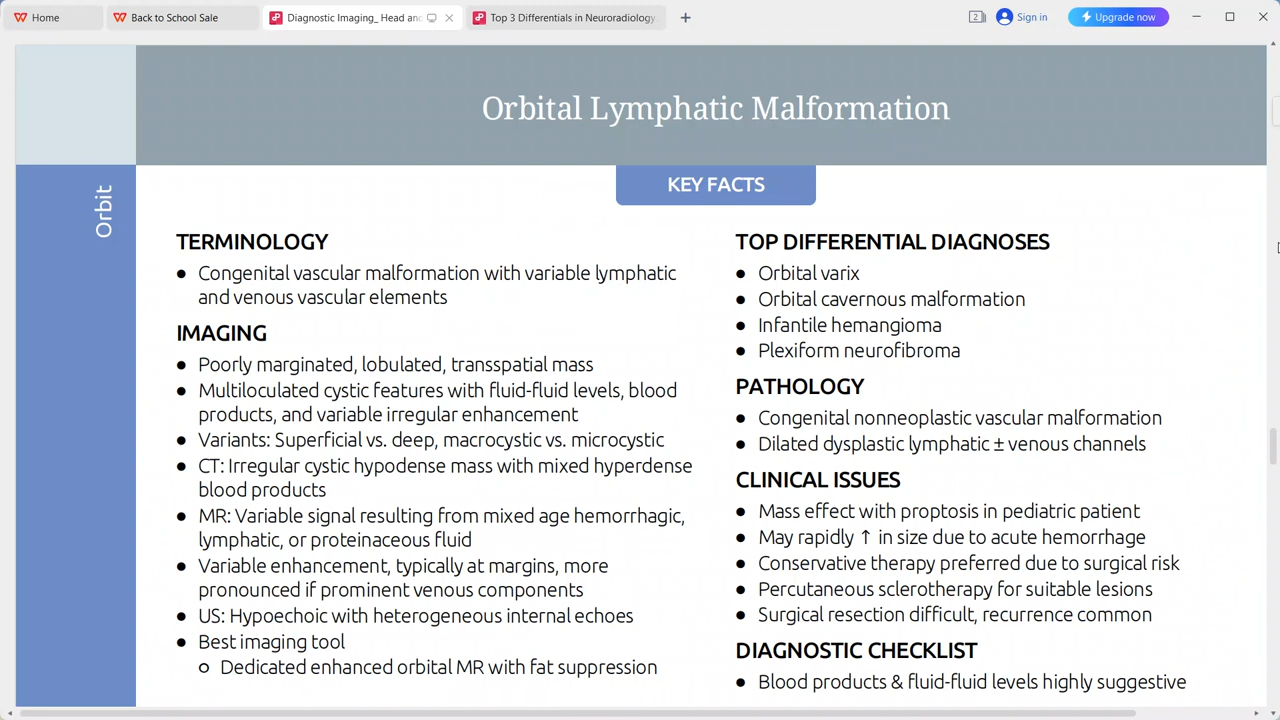 Home
Back to School Sale
Diagnostic Imaging_ Head and
Top 3 Differentials in Neuroradiology
2
Sign in
Upgrade now
Orbital Lymphatic Malformation
KEY FACTS
Orbit
TERMINOLOGY
● Congenital vascular malformation with variable lymphatic
and venous vascular elements
IMAGING
● Poorly marginated, lobulated, transspatial mass
● Multiloculated cystic features with fluid-fluid levels, blood
products, and variable irregular enhancement
● Variants: Superficial vs. deep, macrocystic vs. microcystic
● CT: Irregular cystic hypodense mass with mixed hyperdense
blood products
● MR: Variable signal resulting from mixed age hemorrhagic,
lymphatic, or proteinaceous fluid
● Variable enhancement, typically at margins, more
pronounced if prominent venous components
● US: Hypoechoic with heterogeneous internal echoes
● Best imaging tool
○ Dedicated enhanced orbital MR with fat suppression
TOP DIFFERENTIAL DIAGNOSES
● Orbital varix
● Orbital cavernous malformation
● Infantile hemangioma
● Plexiform neurofibroma
PATHOLOGY
● Congenital nonneoplastic vascular malformation
● Dilated dysplastic lymphatic ± venous channels
CLINICAL ISSUES
● Mass effect with proptosis in pediatric patient
● May rapidly ↑ in size due to acute hemorrhage
● Conservative therapy preferred due to surgical risk
● Percutaneous sclerotherapy for suitable lesions
● Surgical resection difficult, recurrence common
DIAGNOSTIC CHECKLIST
● Blood products & fluid-fluid levels highly suggestive